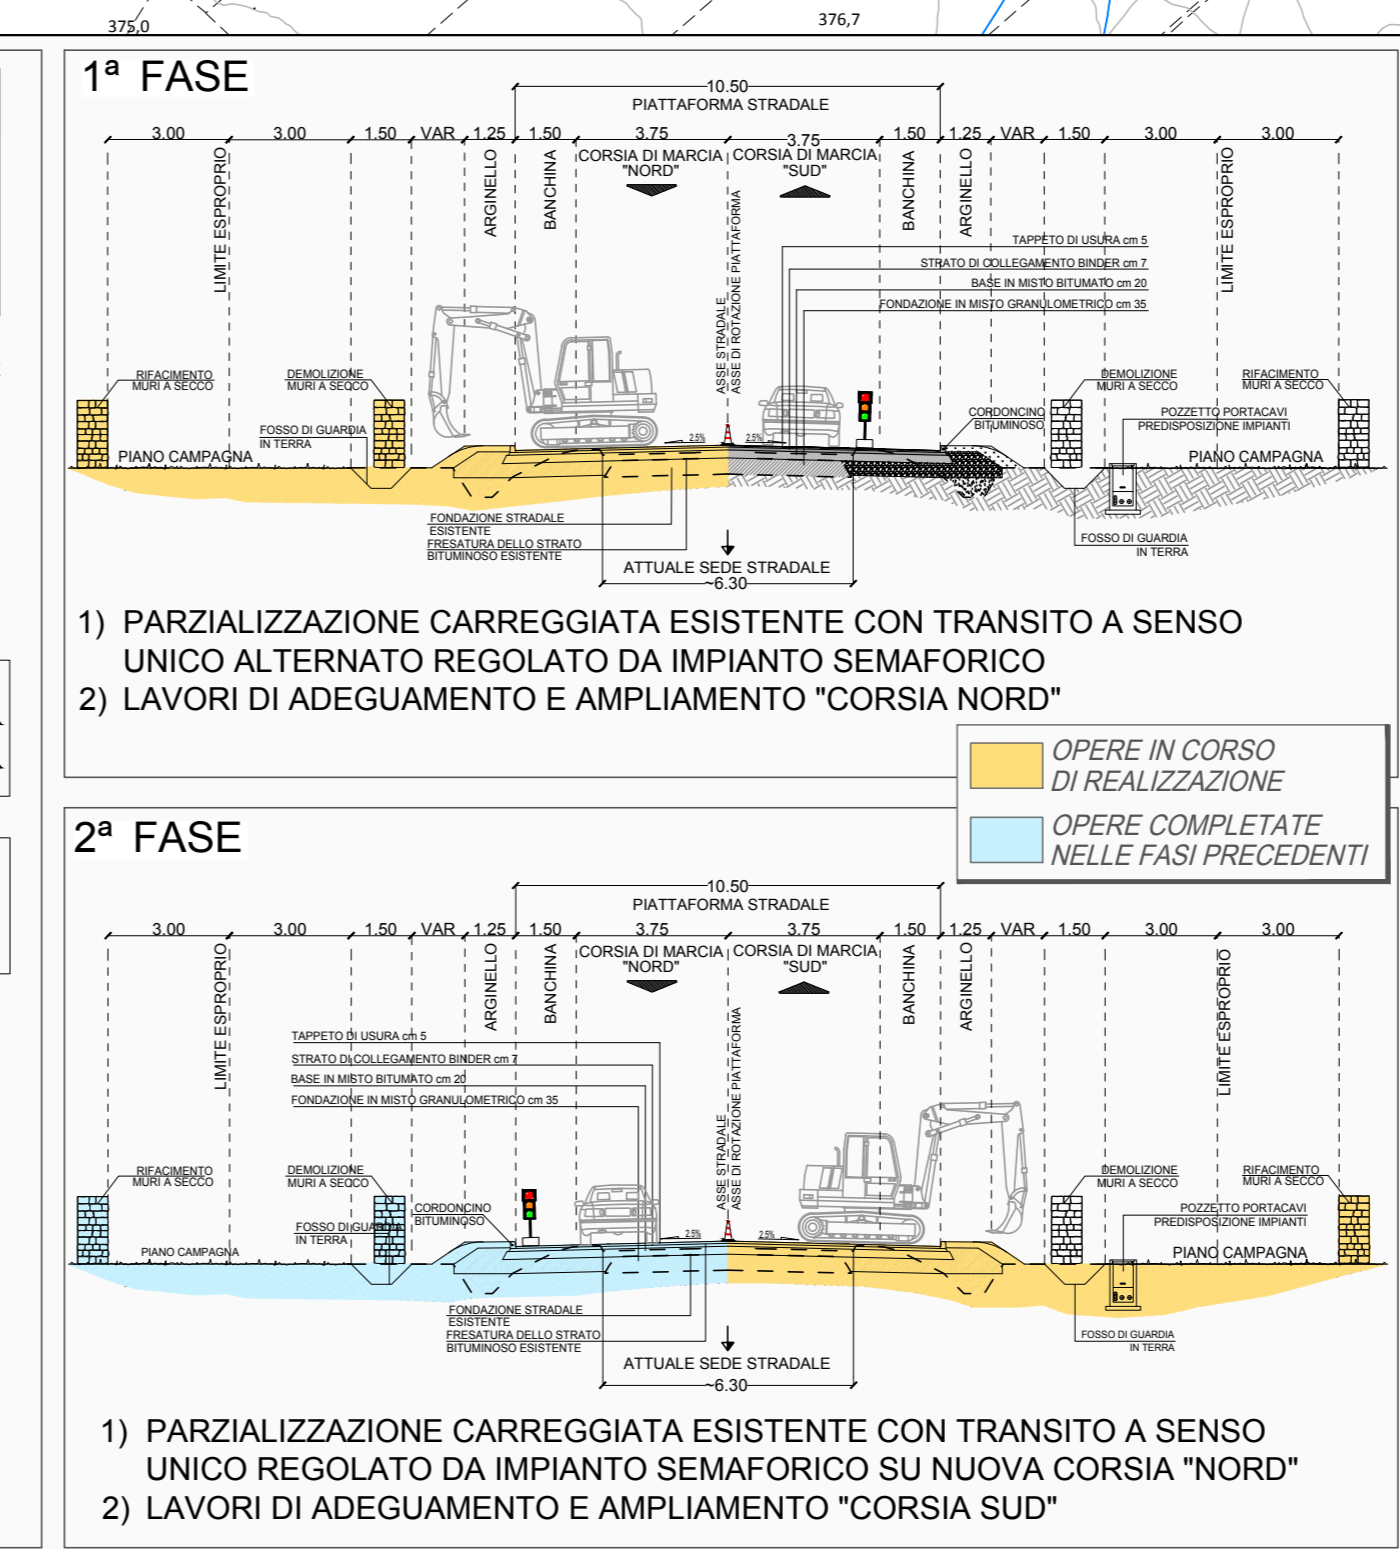 375,0
376,7
1ª FASE
10.50
PIATTAFORMA STRADALE
3.00 3.00 1.50 VAR 1.25 1.50 3.75 3.75 1.50 1.25 VAR 1.50 3.00 3.00
LIMITE ESPROPRIO
ARGINELLO
BANCHINA
CORSIA DI MARCIA
"NORD"
CORSIA DI MARCIA
"SUD"
BANCHINA
ARGINELLO
LIMITE ESPROPRIO
ASSE STRADALE
ASSE DI ROTAZIONE PIATTAFORMA
TAPPETO DI USURA cm 5
STRATO DI COLLEGAMENTO BINDER cm 7
BASE IN MISTO BITUMATO cm 20
FONDAZIONE IN MISTO GRANULOMETRICO cm 35
RIFACIMENTO
MURI A SECCO
DEMOLIZIONE
MURI A SECCO
FOSSO DI GUARDIA
IN TERRA
PIANO CAMPAGNA
2.5% 2.5%
CORDONCINO
BITUMINOSO
DEMOLIZIONE
MURI A SECCO
RIFACIMENTO
MURI A SECCO
POZZETTO PORTACAVI
PREDISPOSIZIONE IMPIANTI
PIANO CAMPAGNA
FONDAZIONE STRADALE
ESISTENTE
FRESATURA DELLO STRATO
BITUMINOSO ESISTENTE
FOSSO DI GUARDIA
IN TERRA
ATTUALE SEDE STRADALE
~6.30
1) PARZIALIZZAZIONE CARREGGIATA ESISTENTE CON TRANSITO A SENSO
UNICO ALTERNATO REGOLATO DA IMPIANTO SEMAFORICO
2) LAVORI DI ADEGUAMENTO E AMPLIAMENTO "CORSIA NORD"
OPERE IN CORSO
DI REALIZZAZIONE
OPERE COMPLETATE
NELLE FASI PRECEDENTI
2ª FASE
10.50
PIATTAFORMA STRADALE
3.00 3.00 1.50 VAR 1.25 1.50 3.75 3.75 1.50 1.25 VAR 1.50 3.00 3.00
LIMITE ESPROPRIO
ARGINELLO
BANCHINA
CORSIA DI MARCIA
"NORD"
CORSIA DI MARCIA
"SUD"
BANCHINA
ARGINELLO
LIMITE ESPROPRIO
ASSE STRADALE
ASSE DI ROTAZIONE PIATTAFORMA
TAPPETO DI USURA cm 5
STRATO DI COLLEGAMENTO BINDER cm 7
BASE IN MISTO BITUMATO cm 20
FONDAZIONE IN MISTO GRANULOMETRICO cm 35
RIFACIMENTO
MURI A SECCO
DEMOLIZIONE
MURI A SECCO
CORDONCINO
BITUMINOSO
FOSSO DI GUARDIA
IN TERRA
PIANO CAMPAGNA
2.5% 2.5%
DEMOLIZIONE
MURI A SECCO
RIFACIMENTO
MURI A SECCO
POZZETTO PORTACAVI
PREDISPOSIZIONE IMPIANTI
PIANO CAMPAGNA
FONDAZIONE STRADALE
ESISTENTE
FRESATURA DELLO STRATO
BITUMINOSO ESISTENTE
FOSSO DI GUARDIA
IN TERRA
ATTUALE SEDE STRADALE
~6.30
1) PARZIALIZZAZIONE CARREGGIATA ESISTENTE CON TRANSITO A SENSO
UNICO REGOLATO DA IMPIANTO SEMAFORICO SU NUOVA CORSIA "NORD"
2) LAVORI DI ADEGUAMENTO E AMPLIAMENTO "CORSIA SUD"